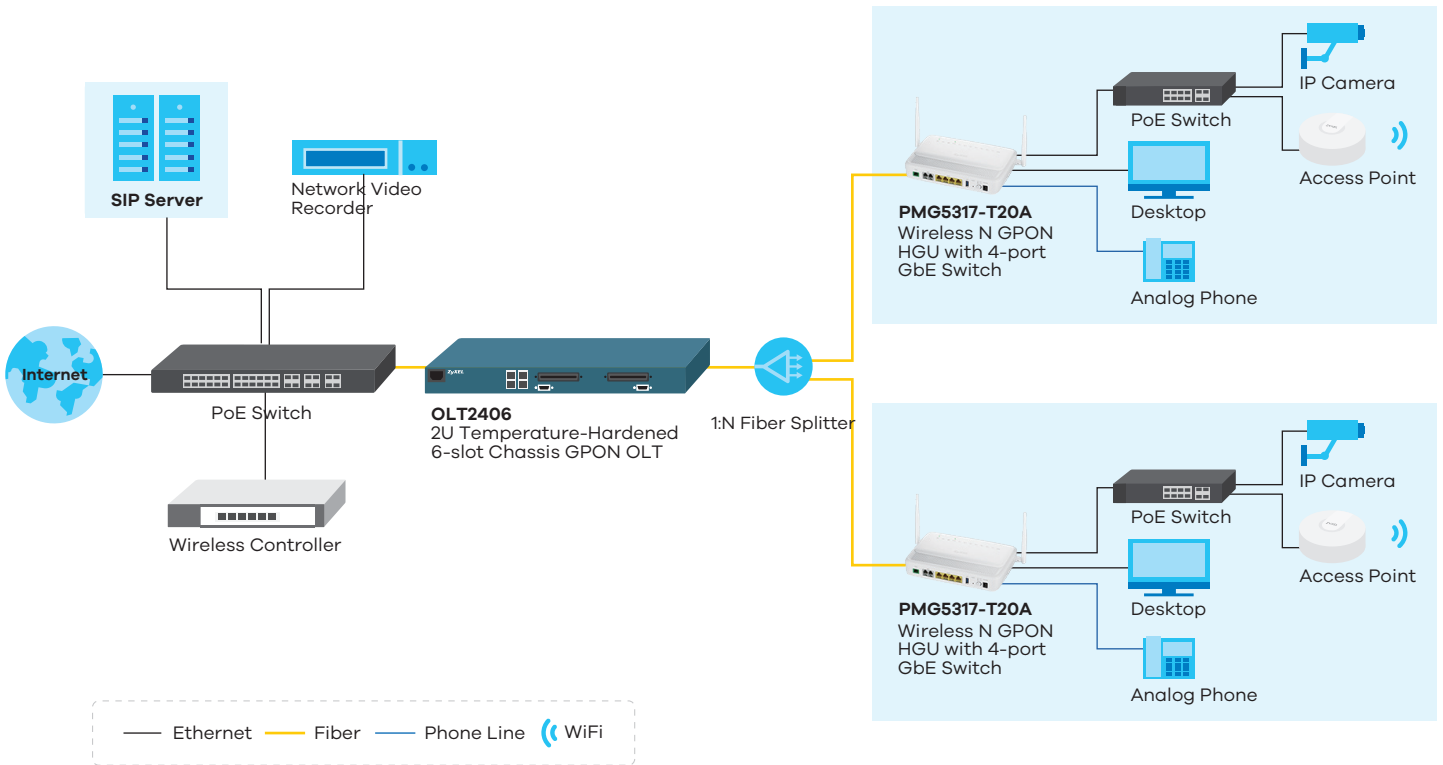 SIP Server
Network Video
Recorder
Internet
PoE Switch
Wireless Controller
ZyXEL
OLT2406
2U Temperature-Hardened
6-slot Chassis GPON OLT
1:N Fiber Splitter
PMG5317-T20A
Wireless N GPON
HGU with 4-port
GbE Switch
PoE Switch
IP Camera
Access Point
Desktop
Analog Phone
PMG5317-T20A
Wireless N GPON
HGU with 4-port
GbE Switch
PoE Switch
IP Camera
Access Point
Desktop
Analog Phone
Ethernet
Fiber
Phone Line
WiFi